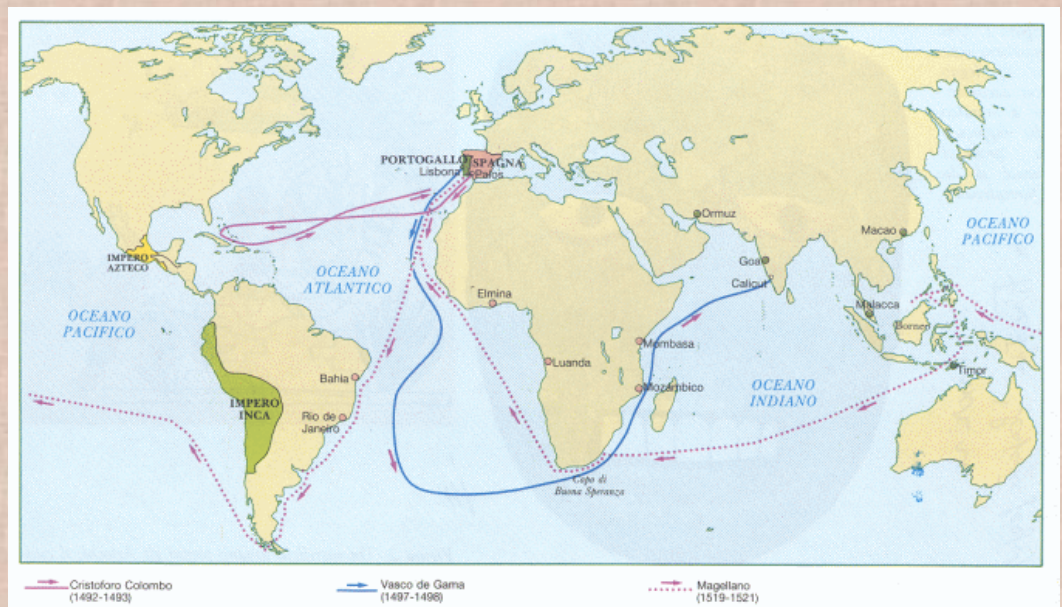 PORTOGALLO
SPAGNA
Lisbona
Palos
Ormuz
OCEANO
PACIFICO
Macao
IMPERO
AZTECO
OCEANO
ATLANTICO
Goa
Calicut
Elmina
Malacca
Borneo
OCEANO
PACIFICO
Mombasa
Luanda
Timor
Bahia
Mozambico
OCEANO
INDIANO
IMPERO
INCA
Rio de
Janeiro
Capo di
Buona Speranza
Cristoforo Colombo
(1492-1493)
Vasco de Gama
(1497-1498)
Magellano
(1519-1521)